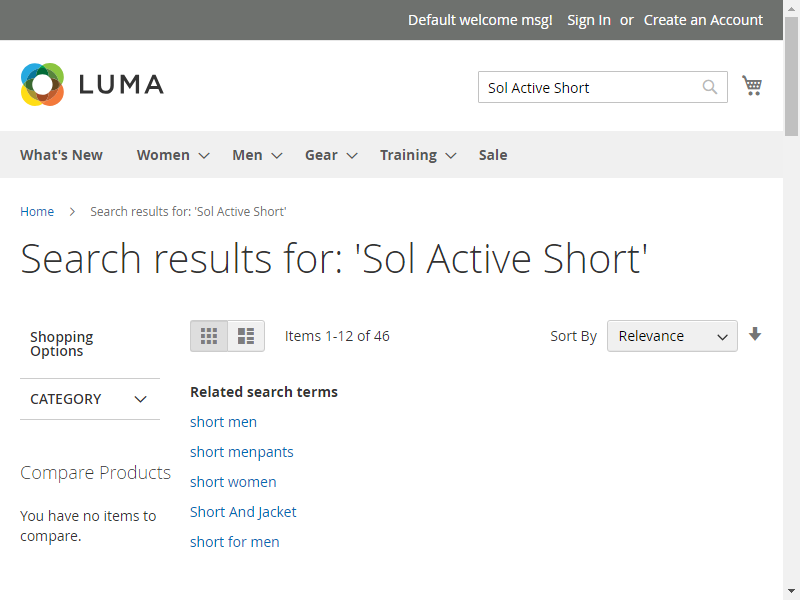 Default welcome msg! Sign In or Create an Account
LUMA
Sol Active Short
What's New Women Men Gear Training Sale
Home Search results for: 'Sol Active Short'
Search results for: 'Sol Active Short'
Shopping Options
Items 1-12 of 46
Sort By Relevance
CATEGORY
Related search terms
short men
short menpants
short women
Short And Jacket
short for men
Compare Products
You have no items to
compare.